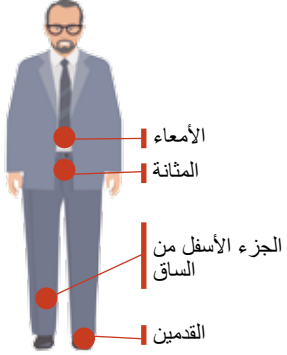 الأمعاء
المثانة
الجزء الأسفل من
الساق
القدمين